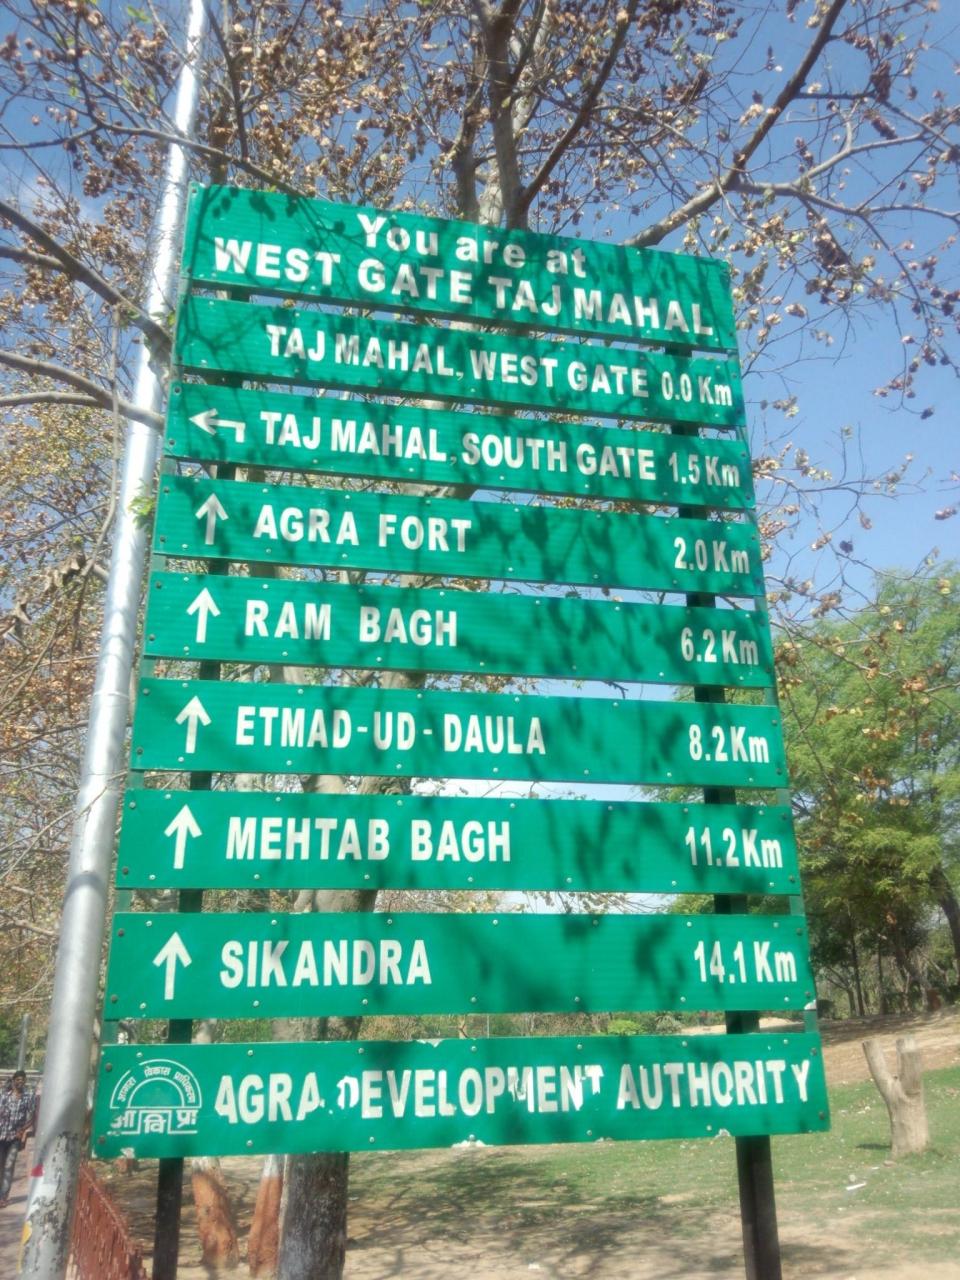 You are at
WEST GATE TAJ MAHAL
TAJ MAHAL, WEST GATE 0.0 Km
TAJ MAHAL, SOUTH GATE 1.5 Km
AGRA FORT 2.0 Km
RAM BAGH 6.2 Km
ETMAD-UD-DAULA 8.2 Km
MEHTAB BAGH 11.2 Km
SIKANDRA 14.1 Km
आगरा विकास प्राधिकरण
आ वि प्रा
AGRA DEVELOPMENT AUTHORITY